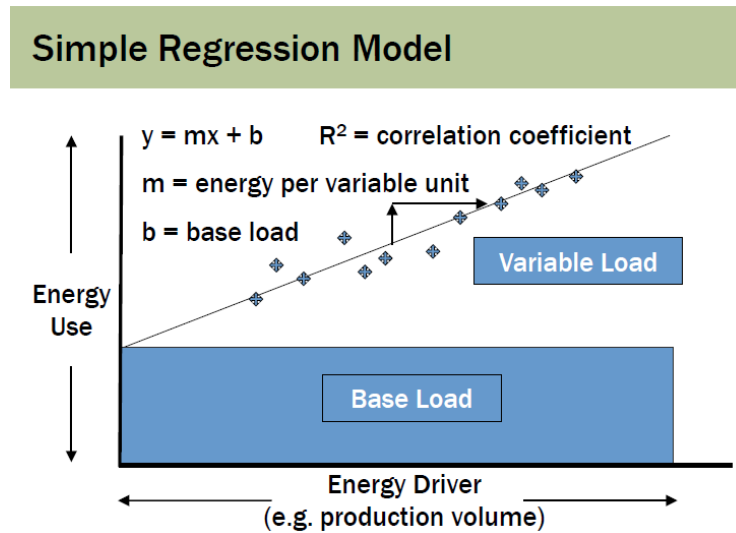 Simple Regression Model
y = mx + b R² = correlation coefficient
m = energy per variable unit
b = base load
Variable Load
Energy
Use
Base Load
Energy Driver
(e.g. production volume)